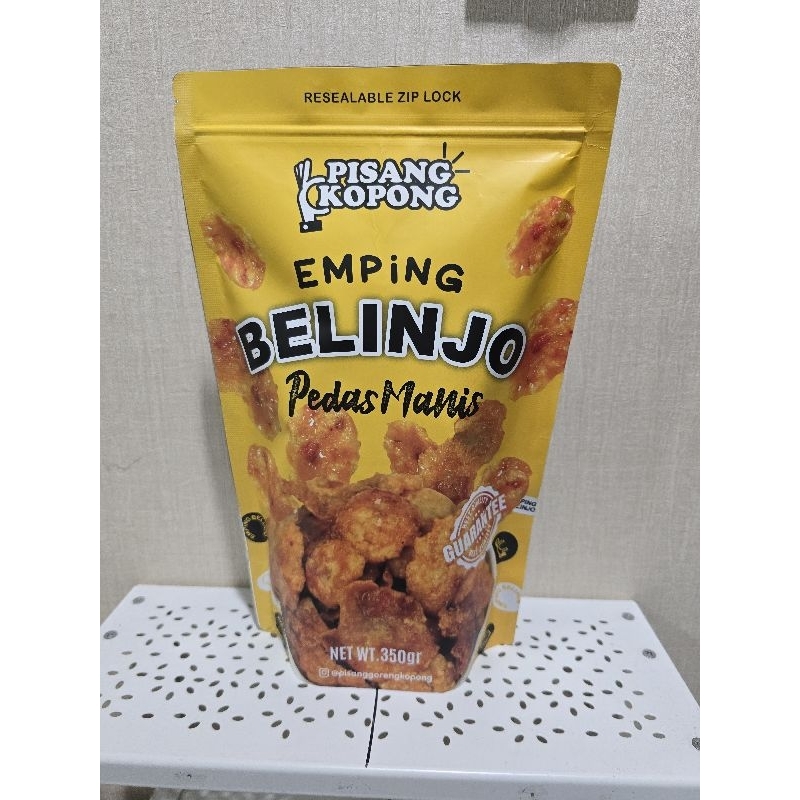 RESEALABLE ZIP LOCK
PISANG
KOPONG
EMPiNG
BELINJO
Pedas Manis
GUARANTEE
NET WT.350gr
@pisanggorengkopong